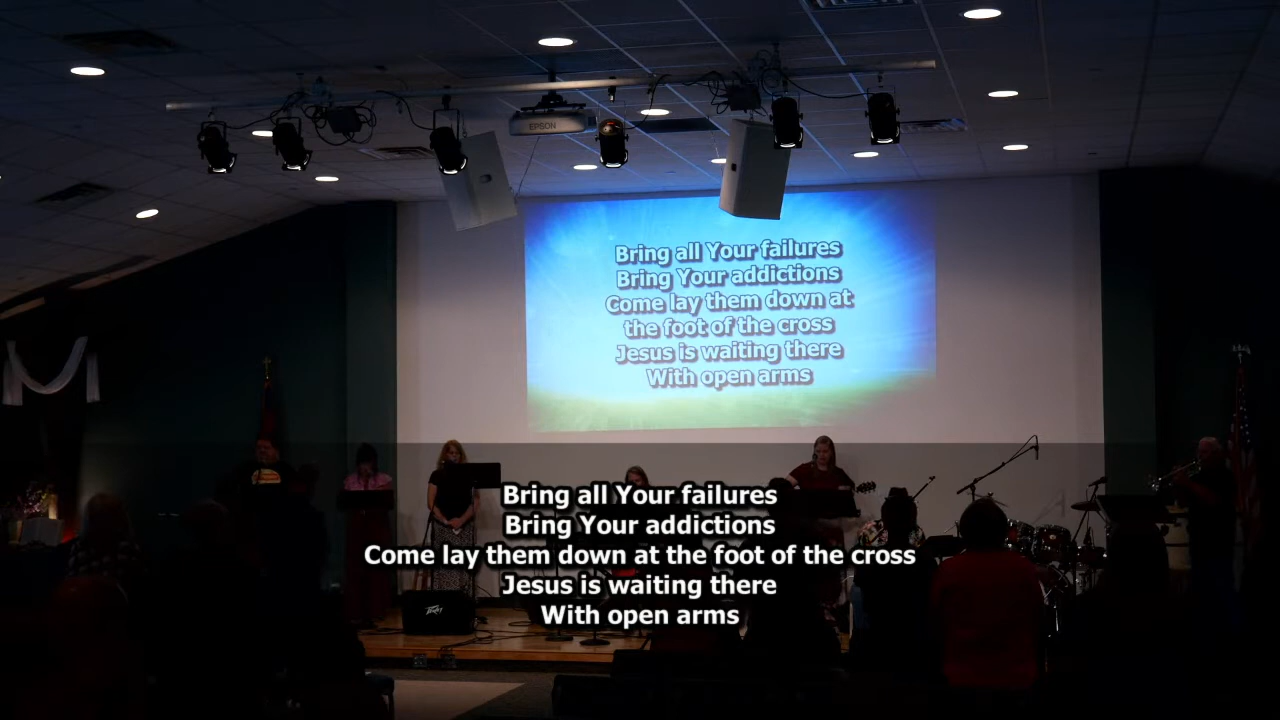 EPSON
Bring all Your failures
Bring Your addictions
Come lay them down at
the foot of the cross
Jesus is waiting there
With open arms
Bring all Your failures
Bring Your addictions
Come lay them down at the foot of the cross
Jesus is waiting there
With open arms
Peavey